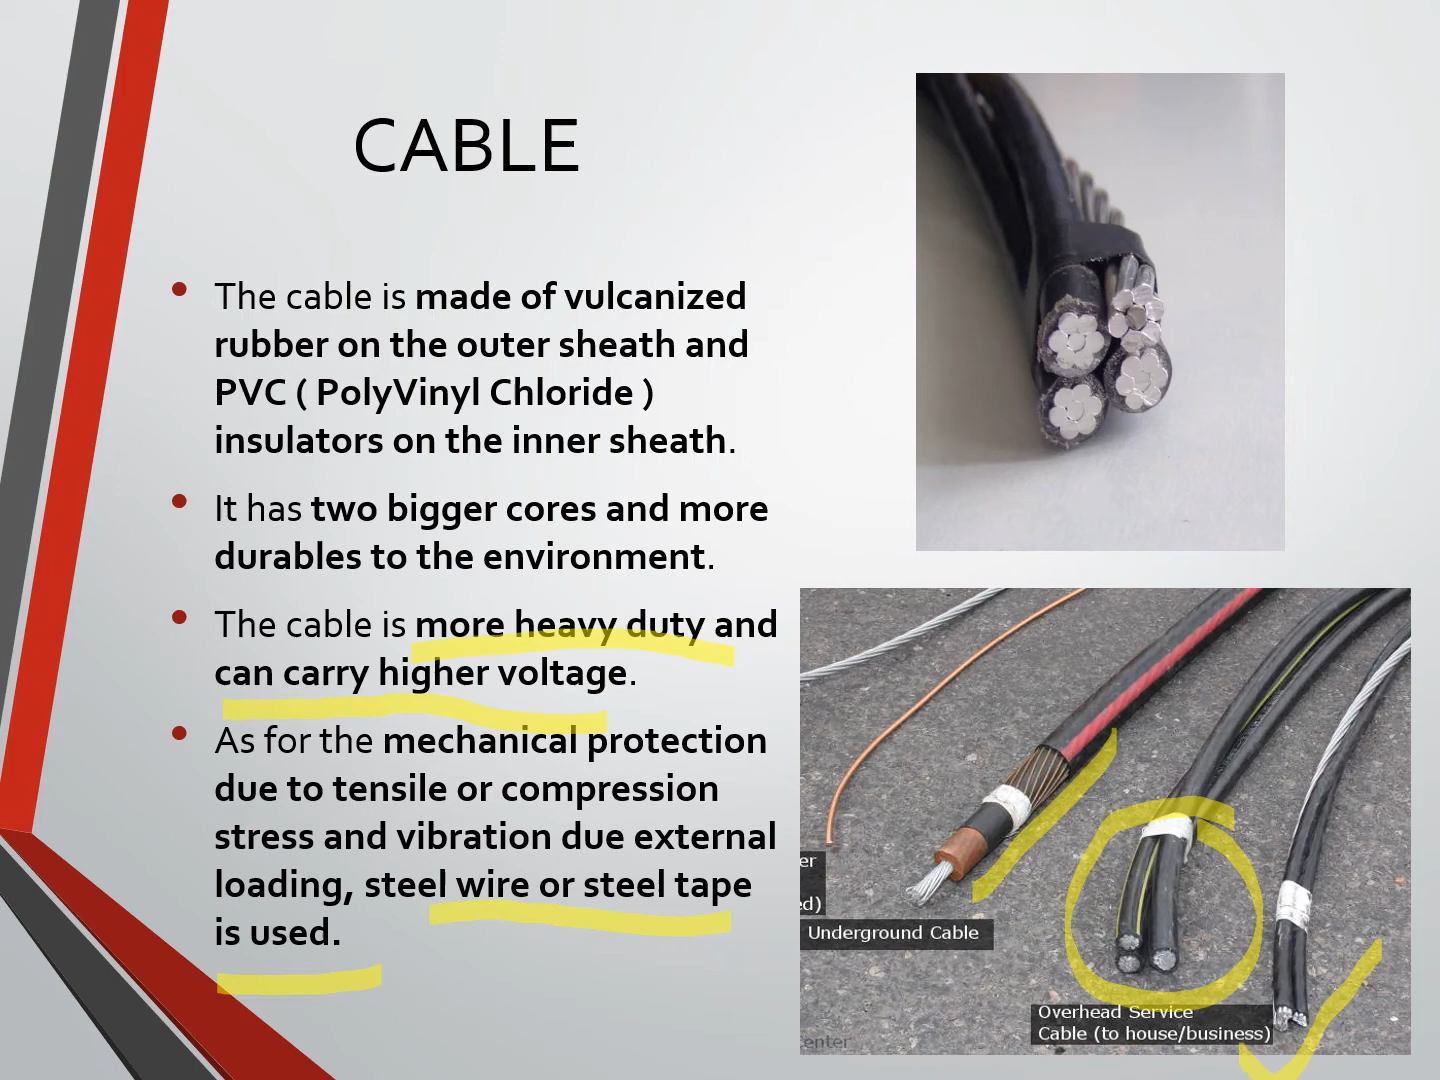 CABLE
The cable is made of vulcanized
rubber on the outer sheath and
PVC ( PolyVinyl Chloride )
insulators on the inner sheath.
It has two bigger cores and more
durables to the environment.
The cable is more heavy duty and
can carry higher voltage.
As for the mechanical protection
due to tensile or compression
stress and vibration due external
loading, steel wire or steel tape
is used.
er
ed)
Underground Cable
Overhead Service
Cable (to house/business)
enter